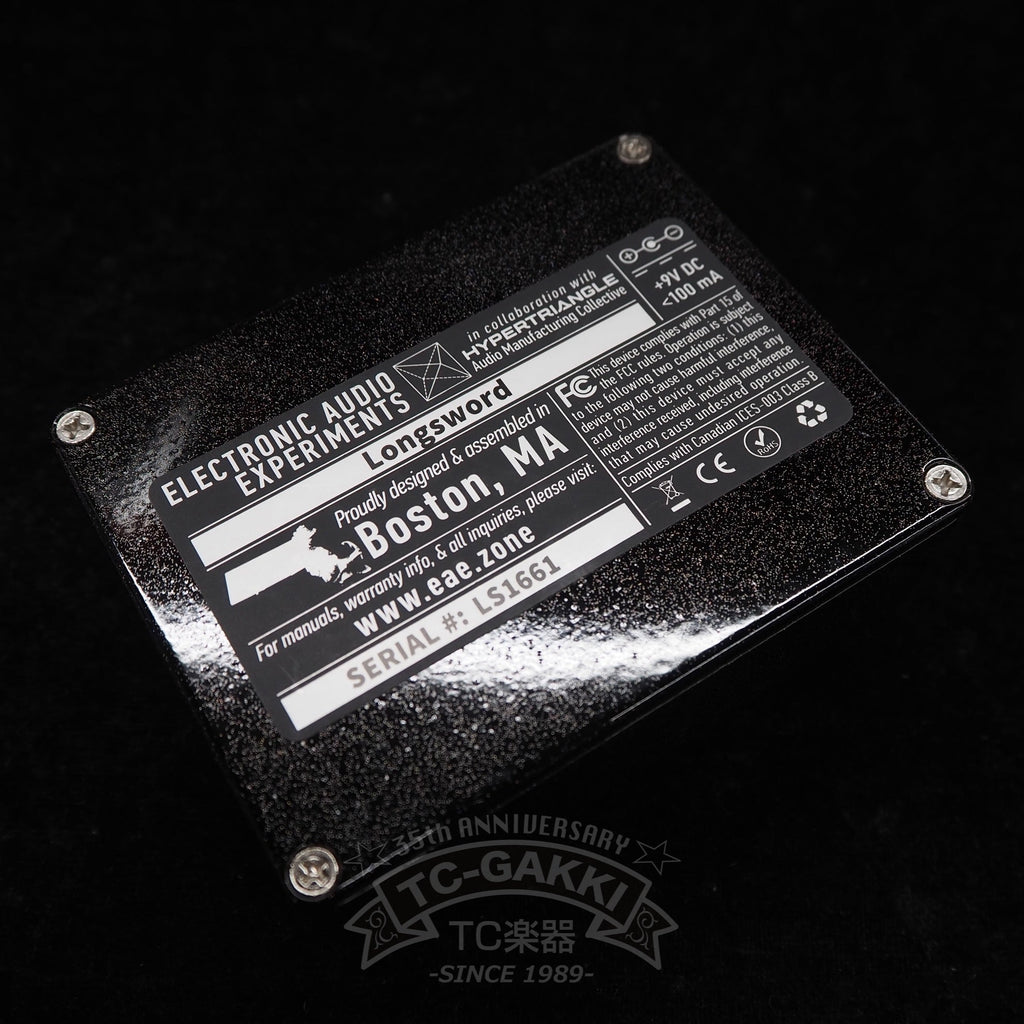 ELECTRONIC AUDIO
EXPERIMENTS
in collaboration with
HYPERTRIANGLE
Audio Manufacturing Collective
Longsword
Proudly designed & assembled in
Boston, MA
For manuals, warranty info, & all inquiries, please visit:
www.eae.zone
SERIAL #: LS1661
+9V DC
<100 mA
FC This device complies with Part 15 of
the FCC rules. Operation is subject
to the following two conditions: (1) this
device may not cause harmful interference,
and (2) this device must accept any
interference received, including interference
that may cause undesired operation.
Complies with Canadian ICES-003 Class B
CE
RoHS
35th ANNIVERSARY
TC-GAKKI
TC楽器
-SINCE 1989-